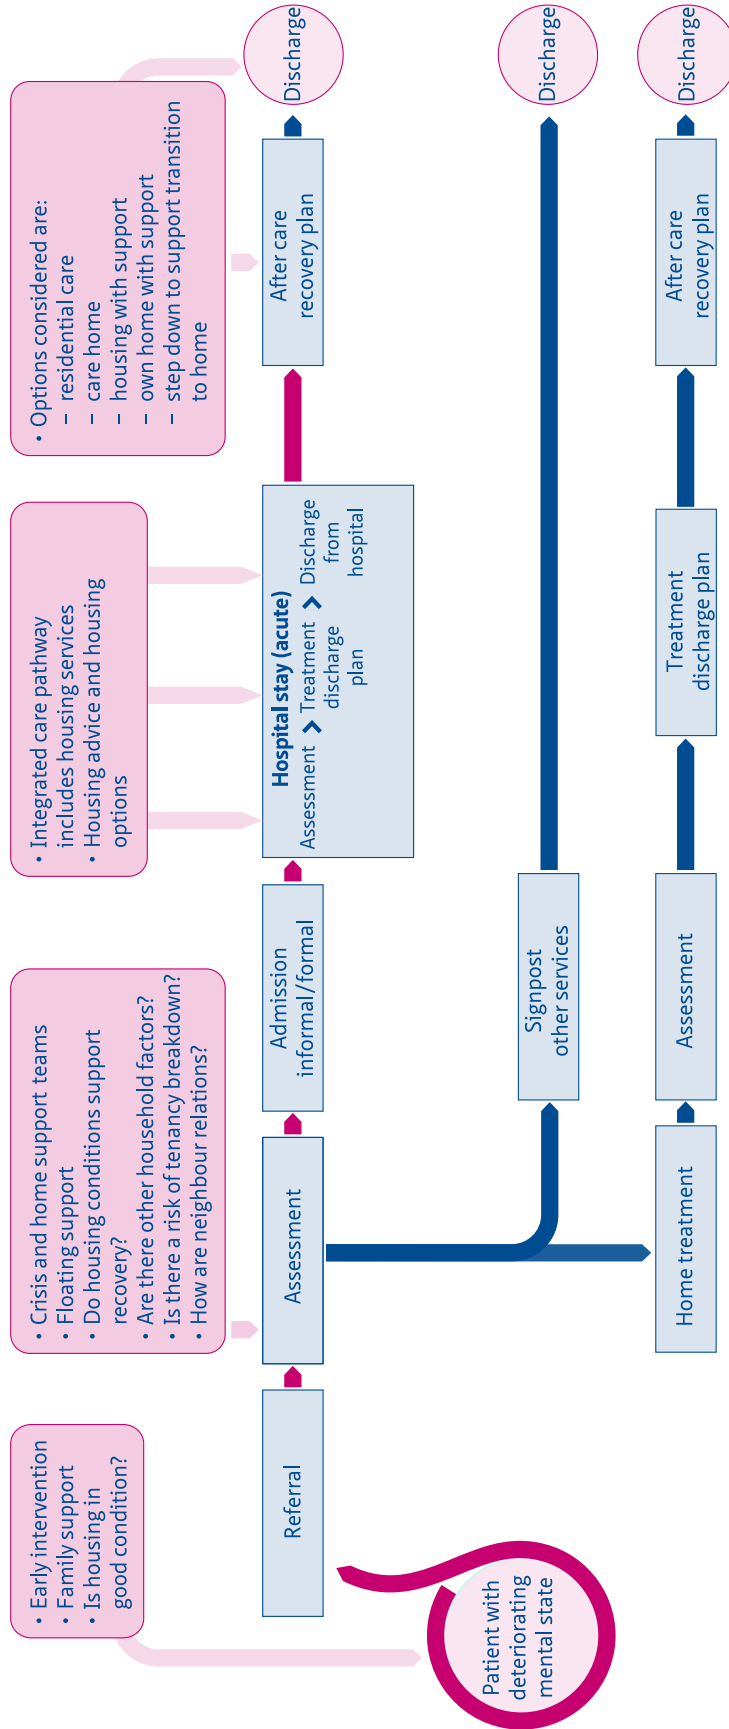 • Early intervention
• Family support
• Is housing in
good condition?
• Crisis and home support teams
• Floating support
• Do housing conditions support
recovery?
• Are there other household factors?
• Is there a risk of tenancy breakdown?
• How are neighbour relations?
• Integrated care pathway
includes housing services
• Housing advice and housing
options
• Options considered are:
– residential care
– care home
– housing with support
– own home with support
– step down to support transition
to home
Referral
Assessment
Admission
informal/formal
Hospital stay (acute)
Assessment
Treatment
discharge
plan
Discharge
from
hospital
After care
recovery plan
Discharge
Patient with
deteriorating
mental state
Signpost
other services
Discharge
Home treatment
Assessment
Treatment
discharge plan
After care
recovery plan
Discharge